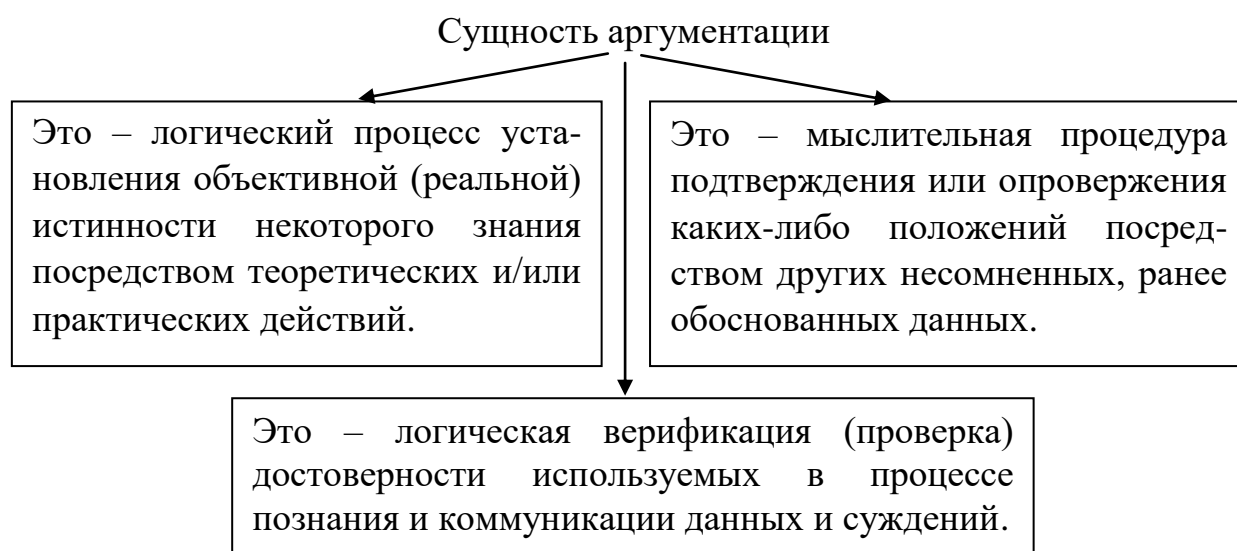 Сущность аргументации
Это – логический процесс уста-
новления объективной (реальной)
истинности некоторого знания
посредством теоретических и/или
практических действий.
Это – мыслительная процедура
подтверждения или опровержения
каких-либо положений посред-
ством других несомненных, ранее
обоснованных данных.
Это – логическая верификация (проверка)
достоверности используемых в процессе
познания и коммуникации данных и суждений.